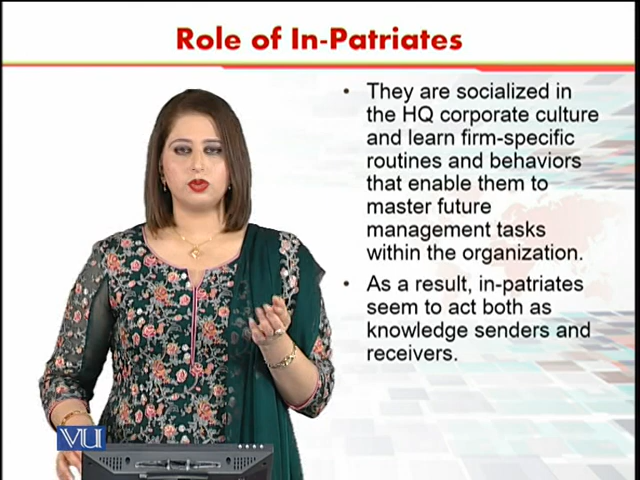 Role of In-Patriates
• They are socialized in
the HQ corporate culture
and learn firm-specific
routines and behaviors
that enable them to
master future
management tasks
within the organization.
• As a result, in-patriates
seem to act both as
knowledge senders and
receivers.
VU